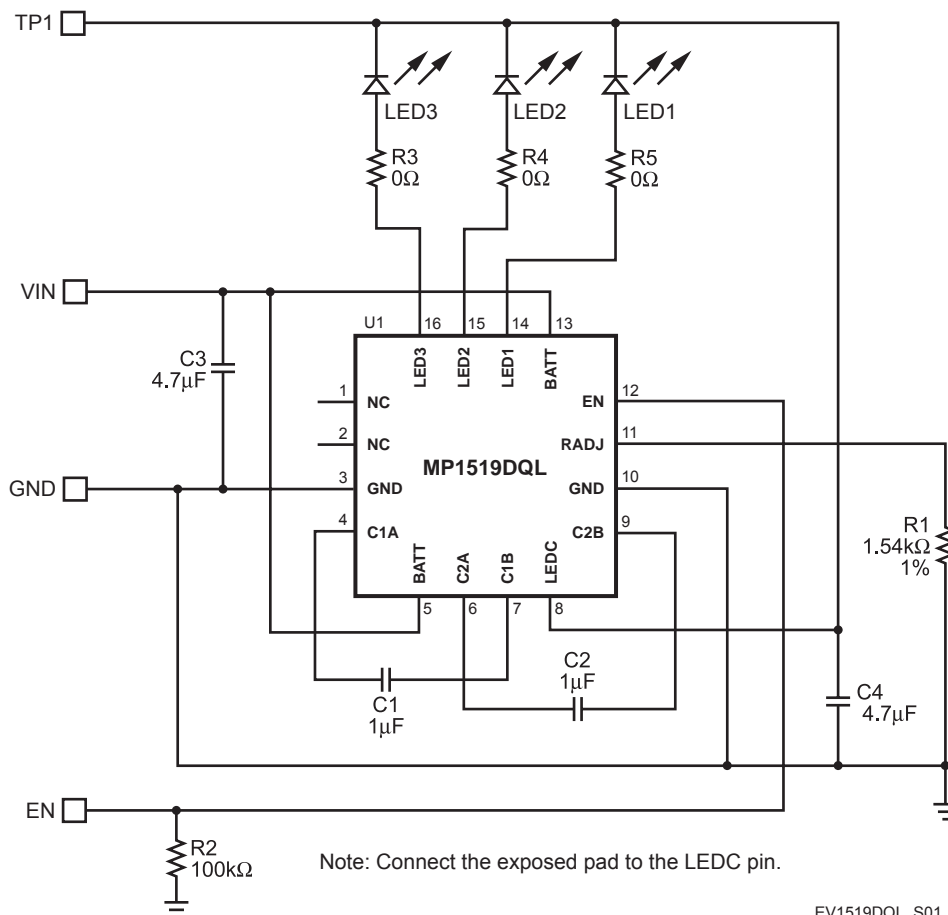 TP1
LED3
LED2
LED1
R3
0Ω
R4
0Ω
R5
0Ω
VIN
U1
16
15
14
13
LED3
LED2
LED1
BATT
C3
4.7μF
1
NC
EN
12
2
NC
RADJ
11
MP1519DQL
GND
3
GND
GND
10
4
C1A
C2B
9
R1
1.54kΩ
1%
BATT
C2A
C1B
LEDC
5
6
7
8
C1
1μF
C2
1μF
C4
4.7μF
EN
R2
100kΩ
Note: Connect the exposed pad to the LEDC pin.
EV1519DQL_S01